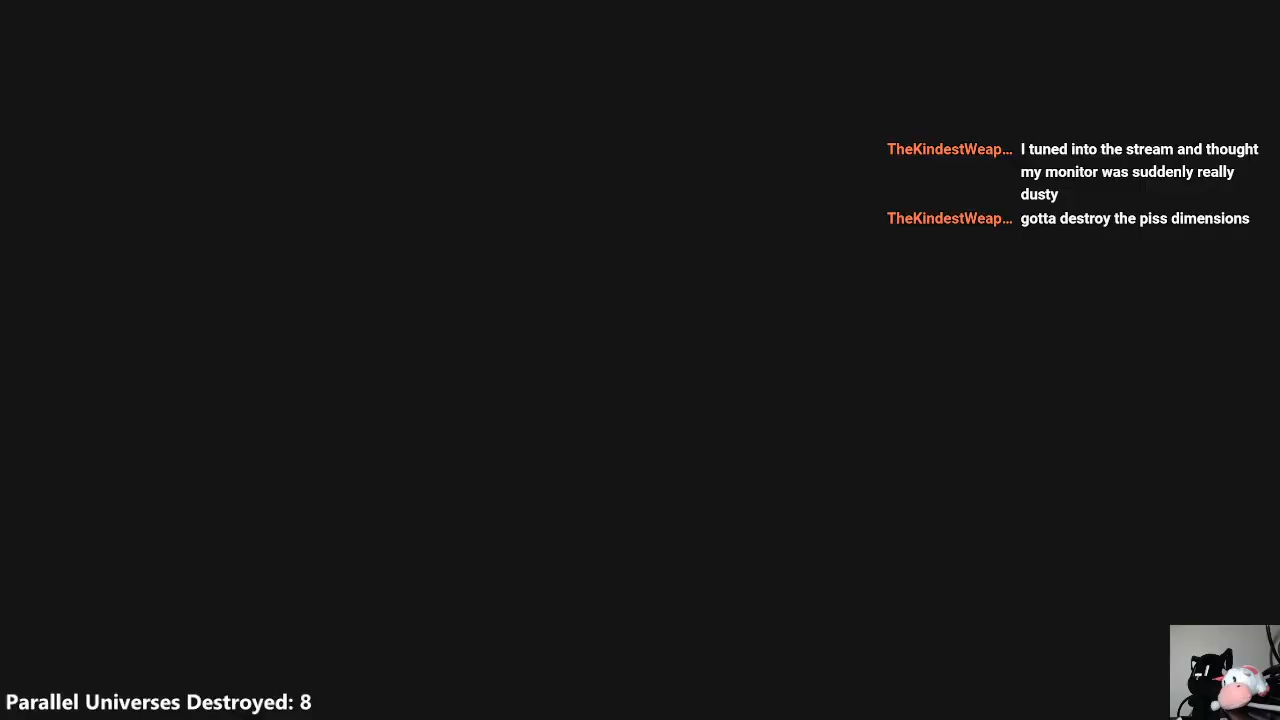 TheKindestWeap… I tuned into the stream and thought
my monitor was suddenly really
dusty
TheKindestWeap… gotta destroy the piss dimensions
Parallel Universes Destroyed: 8